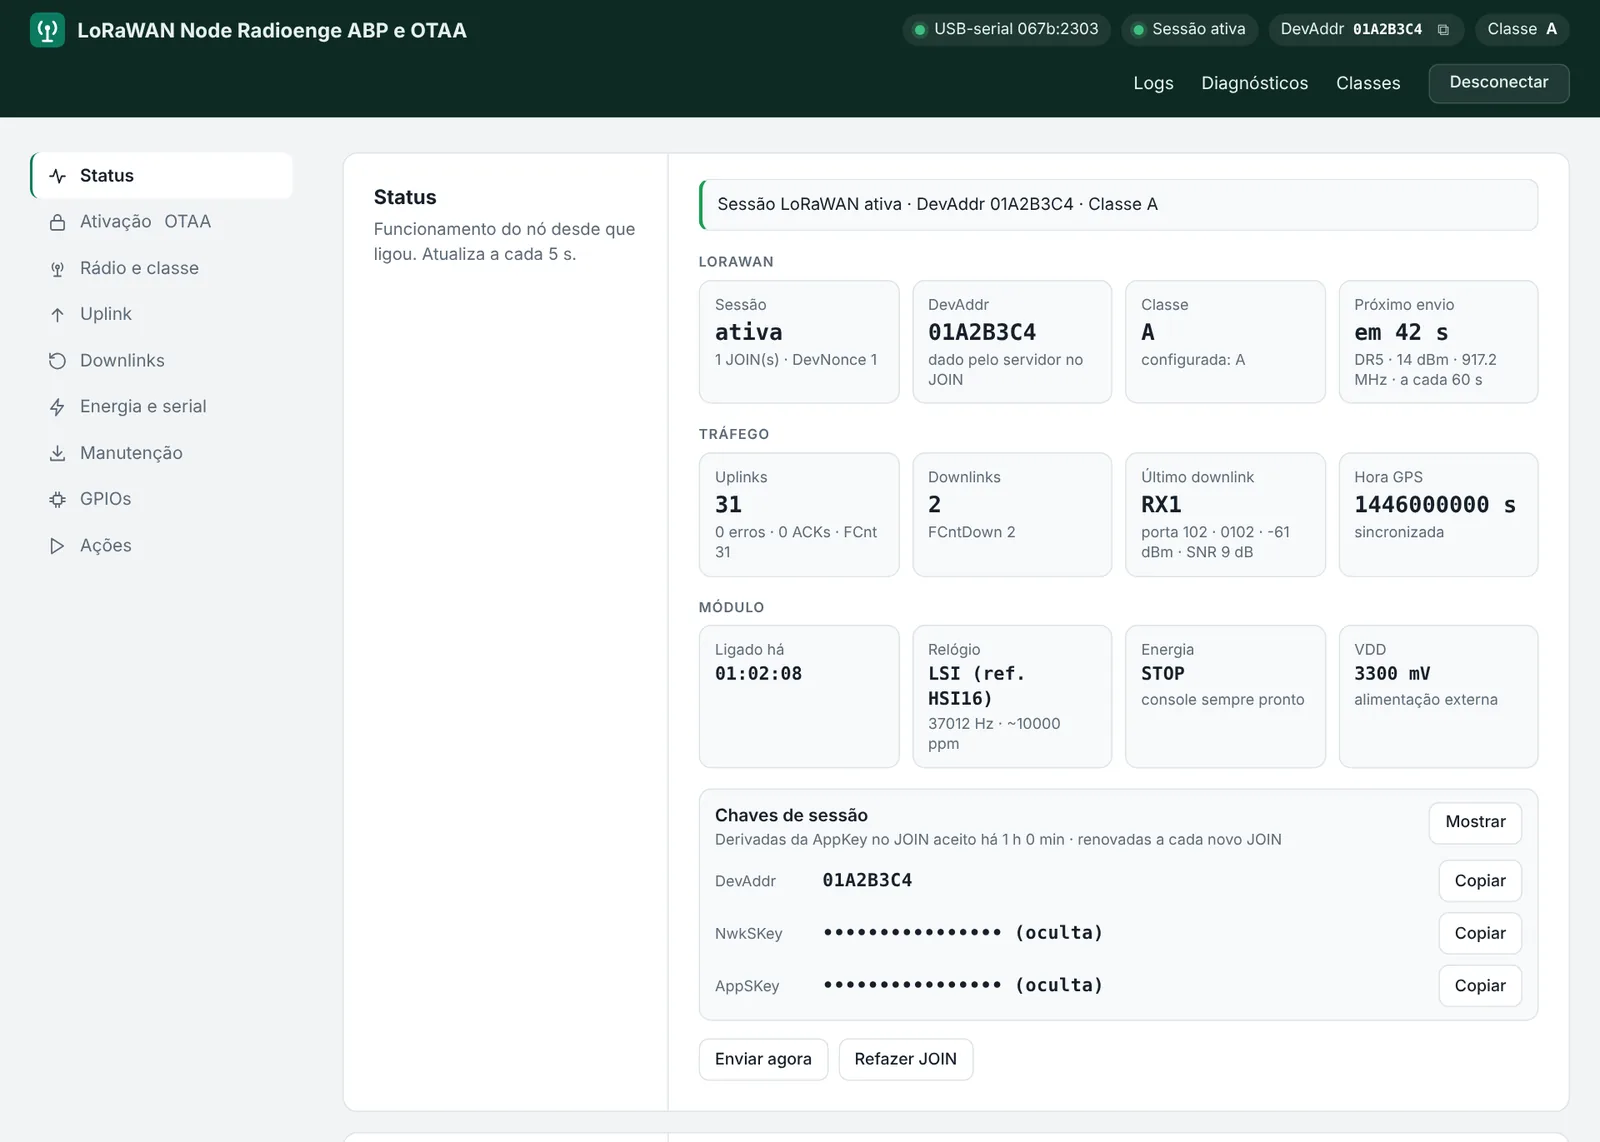 LoRaWAN Node Radioenge ABP e OTAA
USB-serial 067b:2303
Sessão ativa
DevAddr 01A2B3C4
Classe A
Logs
Diagnósticos
Classes
Desconectar
Status
Ativação OTAA
Rádio e classe
Uplink
Downlinks
Energia e serial
Manutenção
GPIOs
Ações
Status
Funcionamento do nó desde que
ligou. Atualiza a cada 5 s.
Sessão LoRaWAN ativa · DevAddr 01A2B3C4 · Classe A
LORAWAN
Sessão
ativa
1 JOIN(s) · DevNonce 1
DevAddr
01A2B3C4
dado pelo servidor no
JOIN
Classe
A
configurada: A
Próximo envio
em 42 s
DR5 · 14 dBm · 917.2
MHz · a cada 60 s
TRÁFEGO
Uplinks
31
0 erros · 0 ACKs · FCnt
31
Downlinks
2
FCntDown 2
Último downlink
RX1
porta 102 · 0102 · -61
dBm · SNR 9 dB
Hora GPS
1446000000 s
sincronizada
MÓDULO
Ligado há
01:02:08
Relógio
LSI (ref.
HSI16)
37012 Hz · ~10000
ppm
Energia
STOP
console sempre pronto
VDD
3300 mV
alimentação externa
Chaves de sessão
Derivadas da AppKey no JOIN aceito há 1 h 0 min · renovadas a cada novo JOIN
Mostrar
DevAddr 01A2B3C4
Copiar
NwkSKey •••••••••••••••• (oculta)
Copiar
AppSKey •••••••••••••••• (oculta)
Copiar
Enviar agora
Refazer JOIN